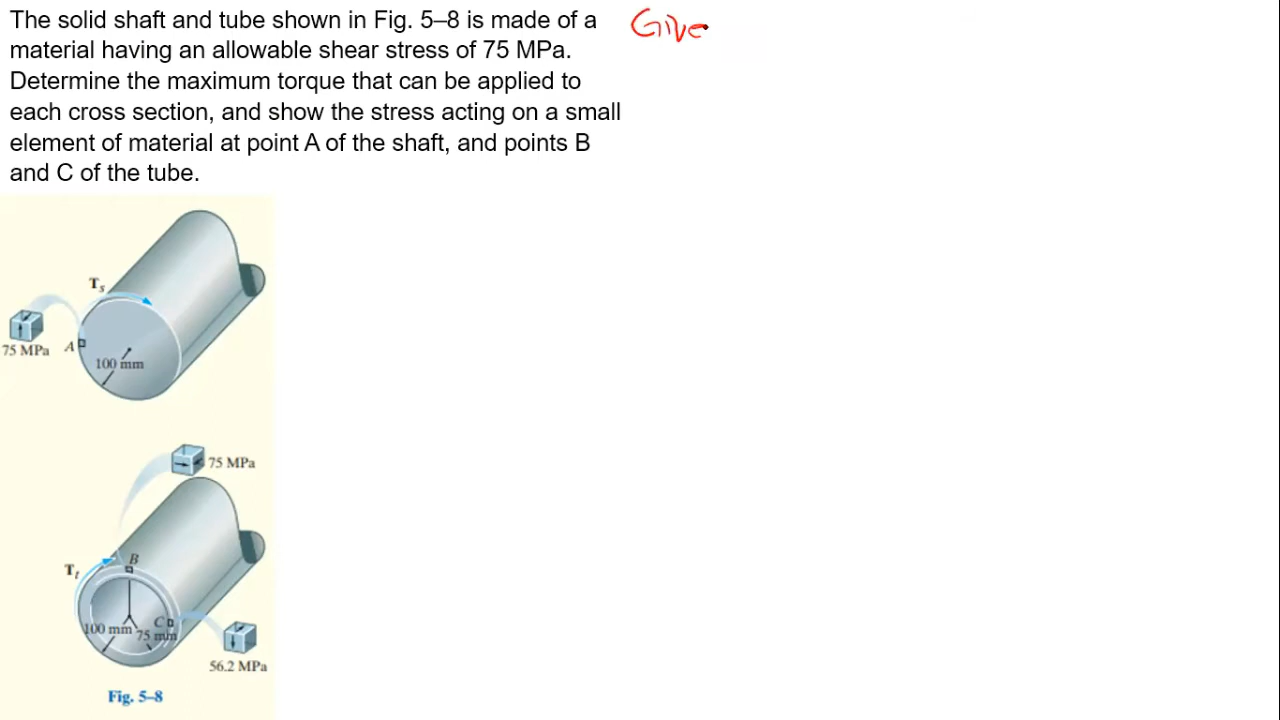 The solid shaft and tube shown in Fig. 5–8 is made of a
material having an allowable shear stress of 75 MPa.
Determine the maximum torque that can be applied to
each cross section, and show the stress acting on a small
element of material at point A of the shaft, and points B
and C of the tube.
Give
Ts
75 MPa
A
100 mm
75 MPa
B
Tt
C
100 mm
75 mm
56.2 MPa
Fig. 5–8